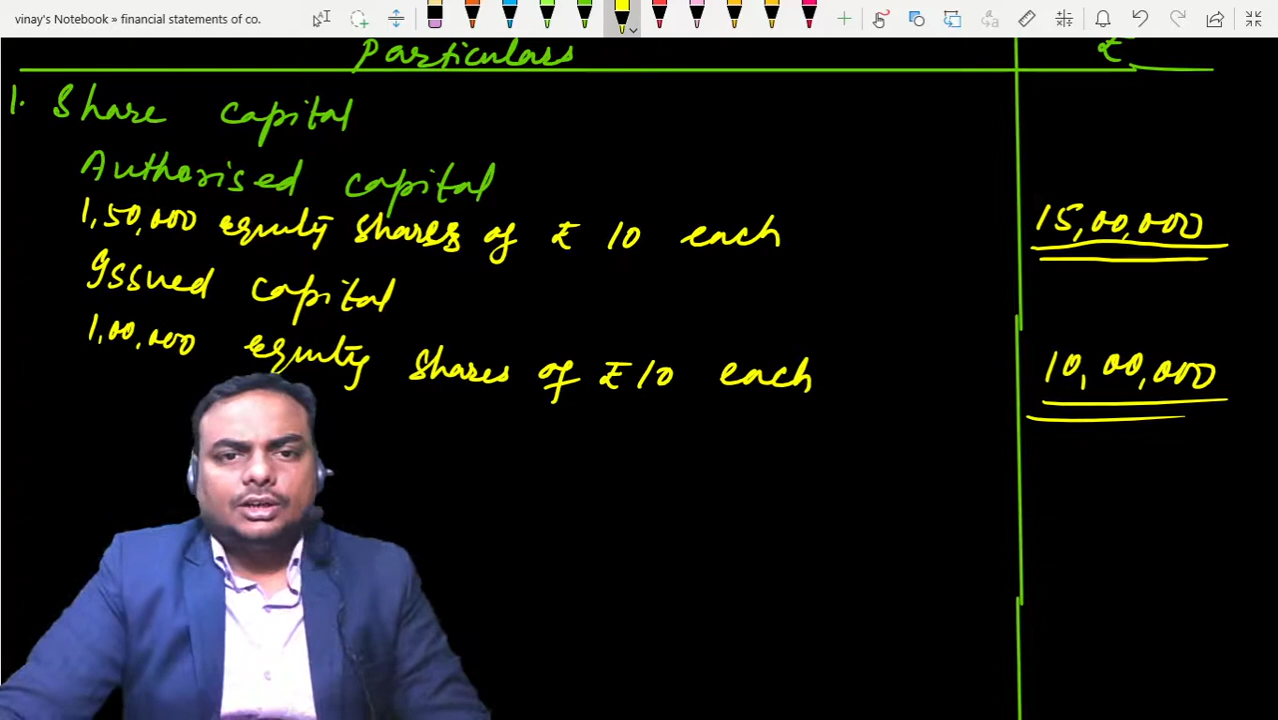 vinay's Notebook » financial statements of co.
Particulars ₹
1. Share capital
Authorised capital
1,50,000 equity shares of ₹ 10 each 15,00,000
Issued capital
1,00,000 equity shares of ₹ 10 each 10,00,000